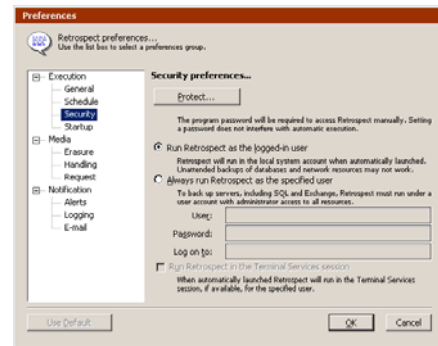 Preferences
Retrospect preferences...
Use the list box to select a preferences group.
Execution
General
Schedule
Security
Startup
Media
Erasure
Handling
Request
Notification
Alerts
Logging
E-mail
Security preferences...
Protect...
The program password will be required to access Retrospect manually. Setting
a password does not interfere with automatic execution.
Run Retrospect as the logged-in user
Retrospect will run in the local system account when automatically launched.
Unattended backups of databases and network resources may not work.
Always run Retrospect as the specified user
To back up servers, including SQL and Exchange, Retrospect must run under a
user account with administrator access to all resources.
User:
Password:
Log on to:
Run Retrospect in the Terminal Services session
When automatically launched Retrospect will run in the Terminal Services
session, if available, for the specified user.
Use Default
OK
Cancel